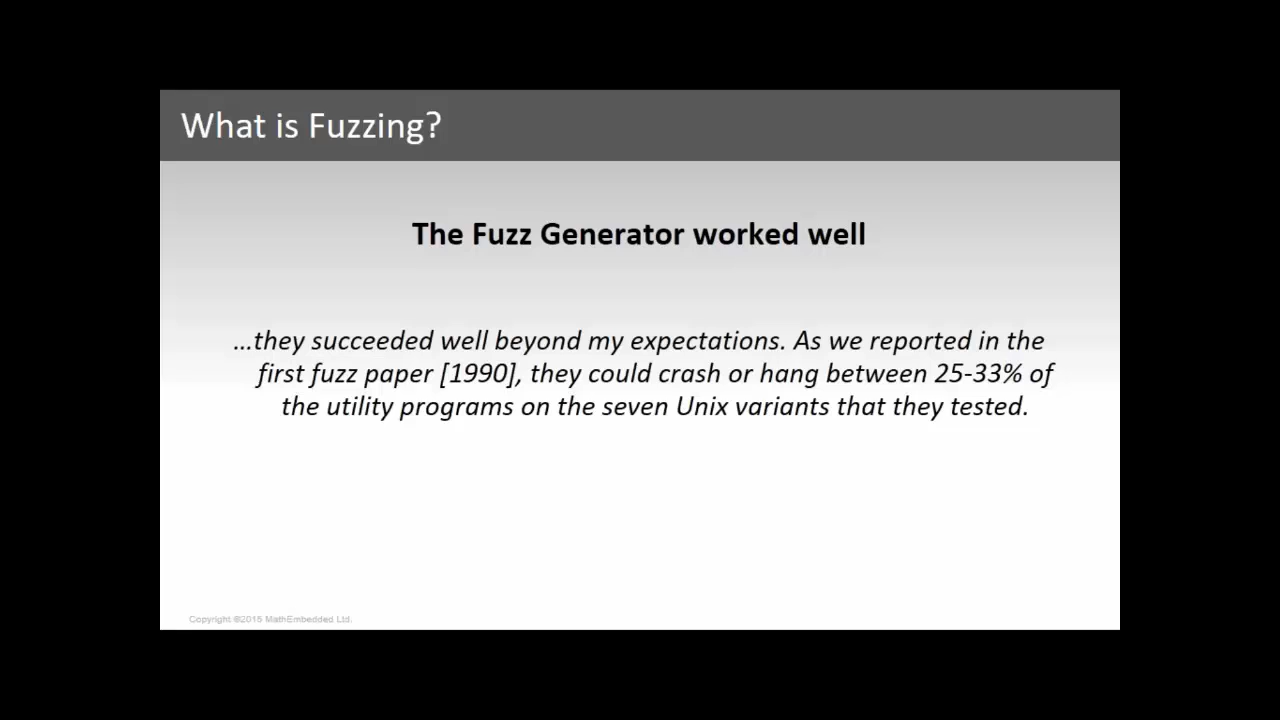 What is Fuzzing?
The Fuzz Generator worked well
...they succeeded well beyond my expectations. As we reported in the
first fuzz paper [1990], they could crash or hang between 25-33% of
the utility programs on the seven Unix variants that they tested.
Copyright ©2015 MathEmbedded Ltd.